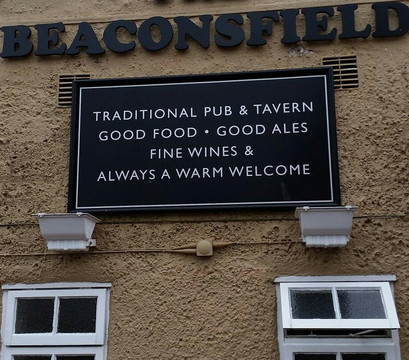 BEACONSFIELD
TRADITIONAL PUB & TAVERN
GOOD FOOD • GOOD ALES
FINE WINES &
ALWAYS A WARM WELCOME